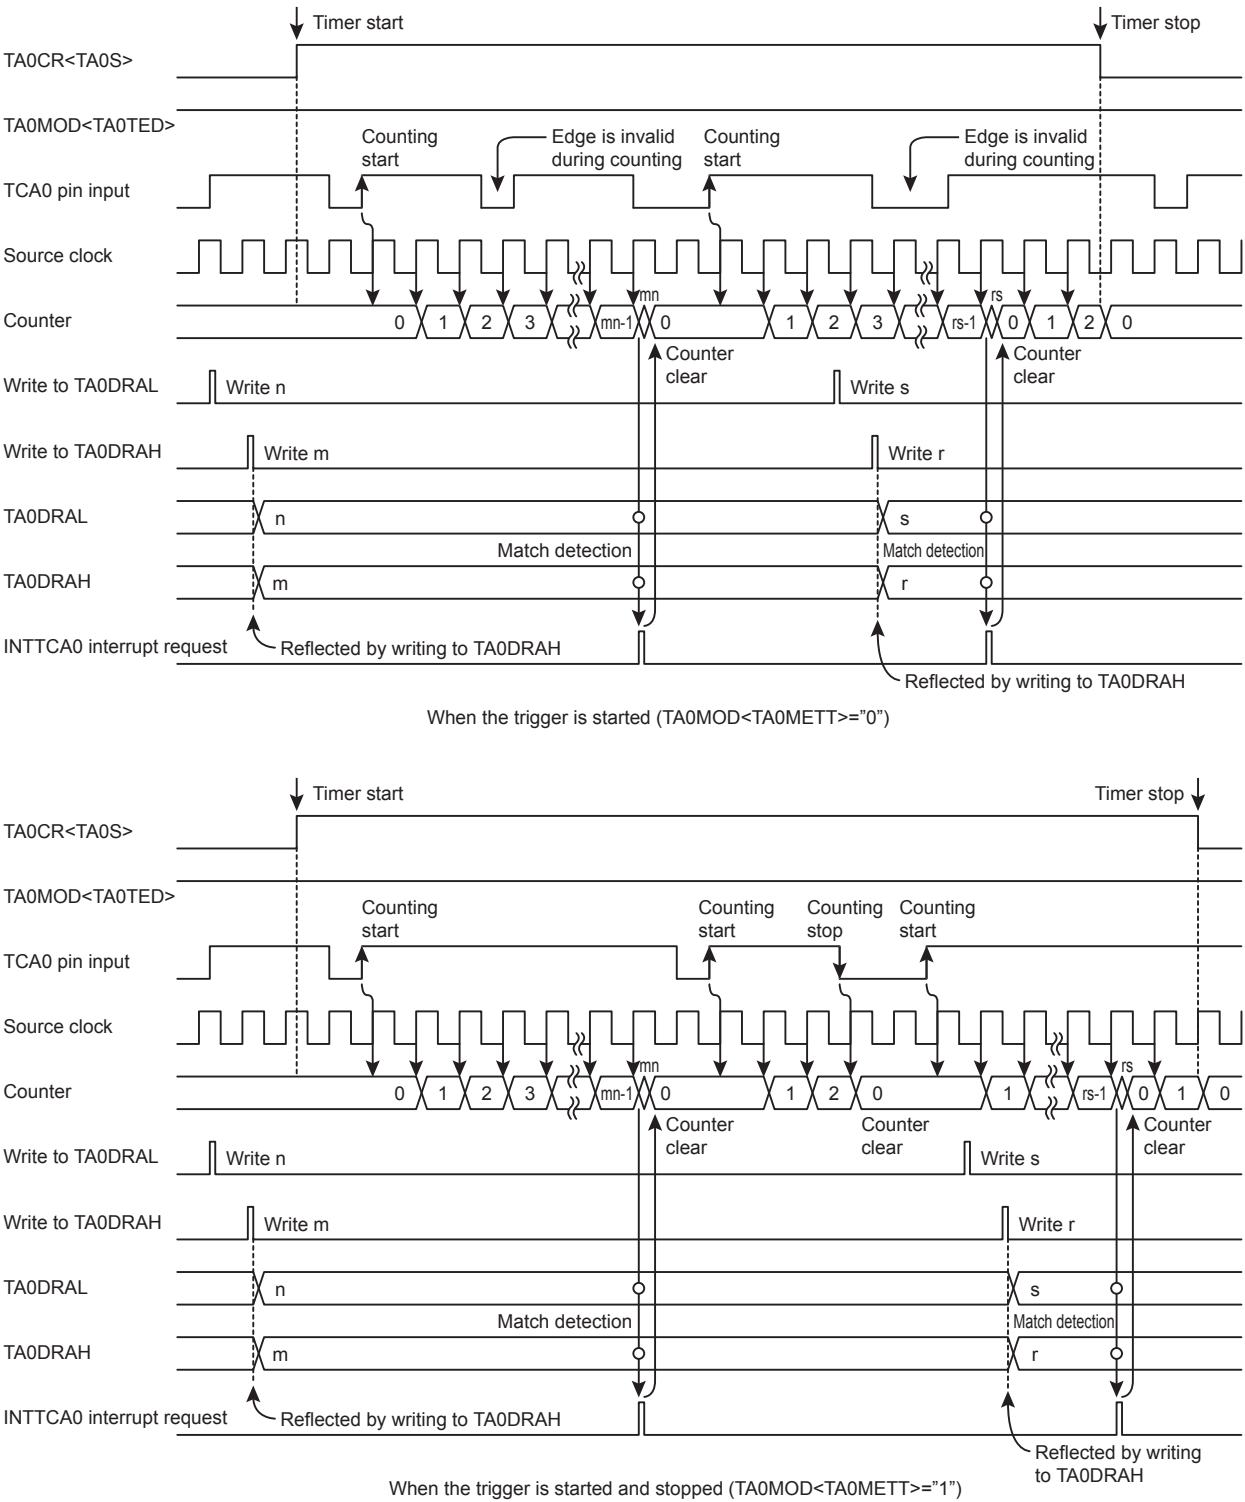 Timer start
Timer stop
TA0CR<TA0S>
TA0MOD<TA0TED>
Counting
start
Edge is invalid
during counting
Counting
start
Edge is invalid
during counting
TCA0 pin input
Source clock
mn
rs
Counter
0 1 2 3 mn-1 0 1 2 3 rs-1 0 1 2 0
Counter
clear
Counter
clear
Write to TA0DRAL
Write n
Write s
Write to TA0DRAH
Write m
Write r
TA0DRAL
n
s
Match detection
Match detection
TA0DRAH
m
r
INTTCA0 interrupt request
Reflected by writing to TA0DRAH
Reflected by writing to TA0DRAH
When the trigger is started (TA0MOD<TA0METT>=”0”)
Timer start
Timer stop
TA0CR<TA0S>
TA0MOD<TA0TED>
Counting
start
Counting
start
Counting
stop
Counting
start
TCA0 pin input
Source clock
mn
rs
Counter
0 1 2 3 mn-1 0 1 2 0 1 rs-1 0 1 0
Counter
clear
Counter
clear
Counter
clear
Write to TA0DRAL
Write n
Write s
Write to TA0DRAH
Write m
Write r
TA0DRAL
n
s
Match detection
Match detection
TA0DRAH
m
r
INTTCA0 interrupt request
Reflected by writing to TA0DRAH
Reflected by writing
to TA0DRAH
When the trigger is started and stopped (TA0MOD<TA0METT>=”1”)